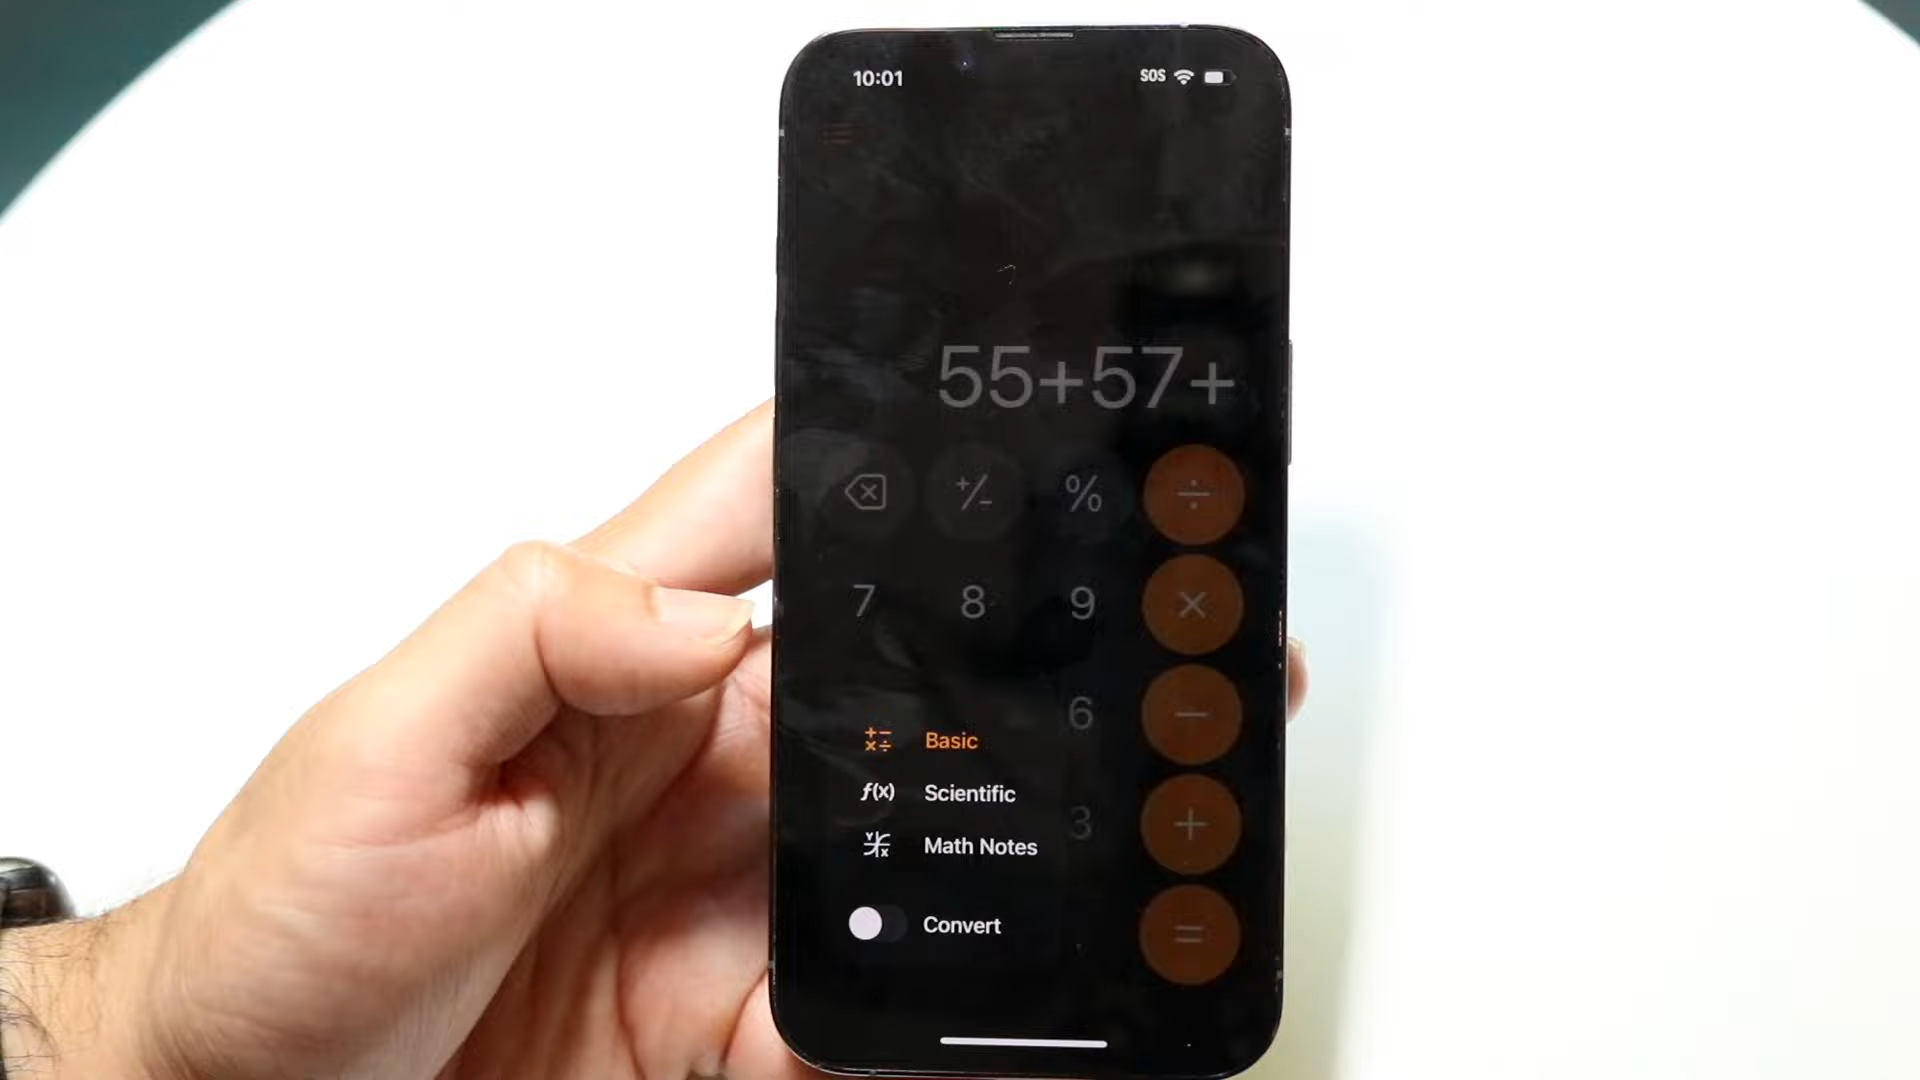 10:01 SOS
55+57+
+/- % ÷
7 8 9 ×
6 −
Basic
f(x) Scientific
3 +
Math Notes
Convert
=